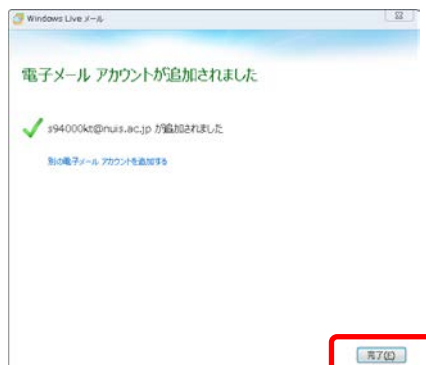 Windows Live メール
電子メール アカウントが追加されました
s94000kt@nuis.ac.jp が追加されました
別の電子メール アカウントを追加する
完了(E)